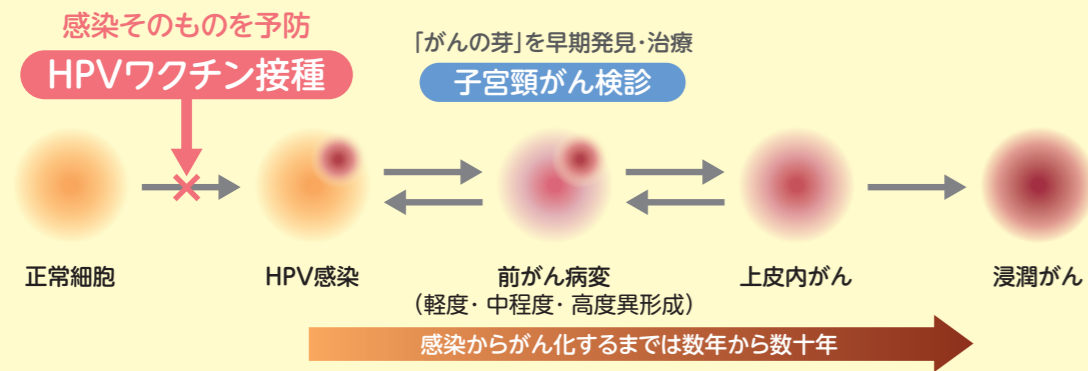 感染そのものを予防
HPVワクチン接種
「がんの芽」を早期発見・治療
子宮頸がん検診
正常細胞
HPV感染
前がん病変
(軽度・中程度・高度異形成)
上皮内がん
浸潤がん
感染からがん化するまでは数年から数十年